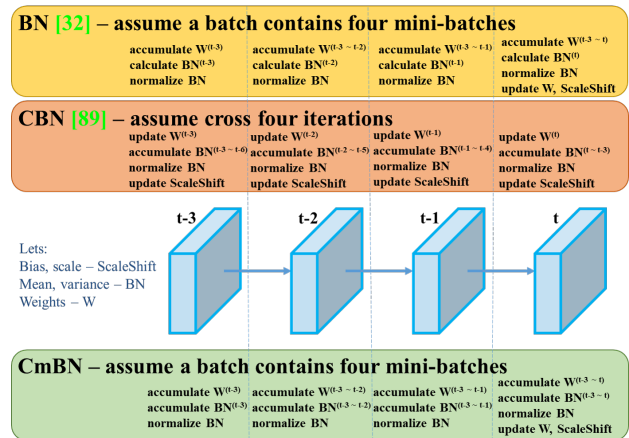 BN [32] – assume a batch contains four mini-batches
accumulate W(t-3) accumulate W(t-3 ~ t-2) accumulate W(t-3 ~ t-1) accumulate W(t-3 ~ t)
calculate BN(t-3) calculate BN(t-2) calculate BN(t-1) calculate BN(t)
normalize BN normalize BN normalize BN normalize BN
update W, ScaleShift
CBN [89] – assume cross four iterations
update W(t-3) update W(t-2) update W(t-1) update W(t)
accumulate BN(t-3 ~ t-6) accumulate BN(t-2 ~ t-5) accumulate BN(t-1 ~ t-4) accumulate BN(t ~ t-3)
normalize BN normalize BN normalize BN normalize BN
update ScaleShift update ScaleShift update ScaleShift update ScaleShift
t-3 t-2 t-1 t
Lets:
Bias, scale – ScaleShift
Mean, variance – BN
Weights – W
CmBN – assume a batch contains four mini-batches
accumulate W(t-3) accumulate W(t-3 ~ t-2) accumulate W(t-3 ~ t-1) accumulate W(t-3 ~ t)
accumulate BN(t-3) accumulate BN(t-3 ~ t-2) accumulate BN(t-3 ~ t-1) accumulate BN(t-3 ~ t)
normalize BN normalize BN normalize BN normalize BN
update W, ScaleShift